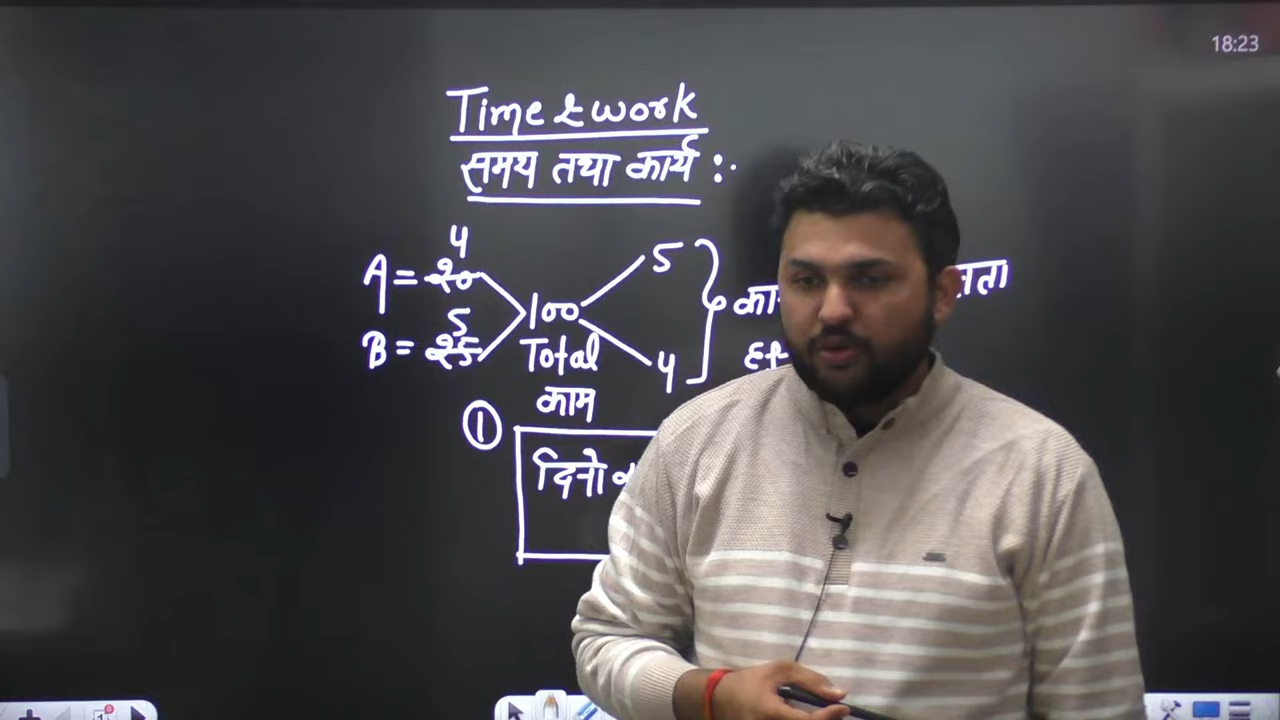 18:23
Time & work
समय तथा कार्य :-
4
A = 20 5
5 100
B = 25 Total 4
काम
①
दिनो